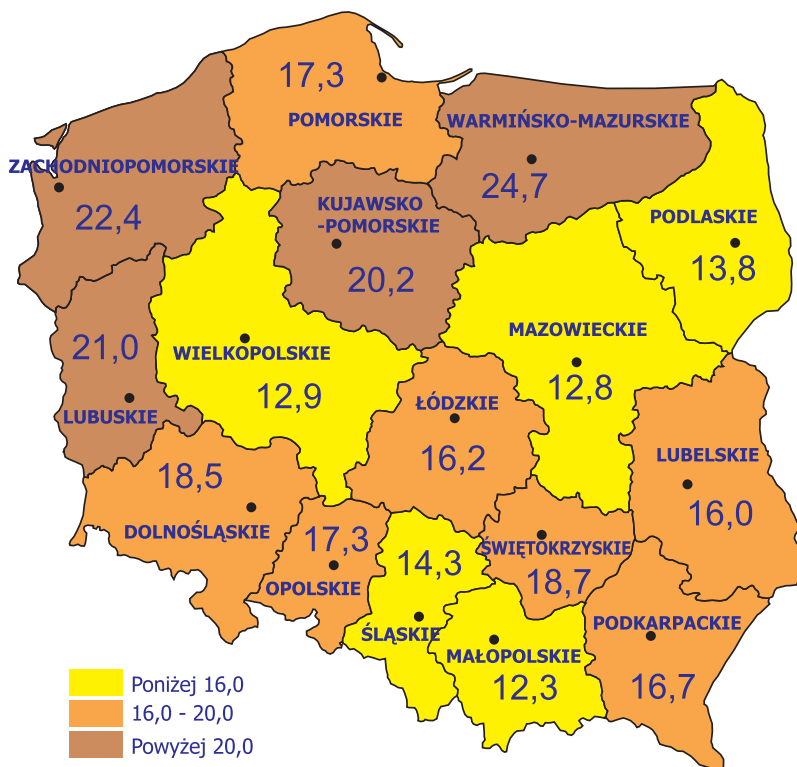 17,3
POMORSKIE
WARMIŃSKO-MAZURSKIE
24,7
ZACHODNIOPOMORSKIE
22,4
KUJAWSKO
-POMORSKIE
20,2
PODLASKIE
13,8
21,0
LUBUSKIE
WIELKOPOLSKIE
12,9
MAZOWIECKIE
12,8
ŁÓDZKIE
16,2
LUBELSKIE
16,0
18,5
DOLNOŚLĄSKIE
17,3
OPOLSKIE
14,3
ŚLĄSKIE
ŚWIĘTOKRZYSKIE
18,7
MAŁOPOLSKIE
12,3
PODKARPACKIE
16,7
Poniżej 16,0
16,0 - 20,0
Powyżej 20,0